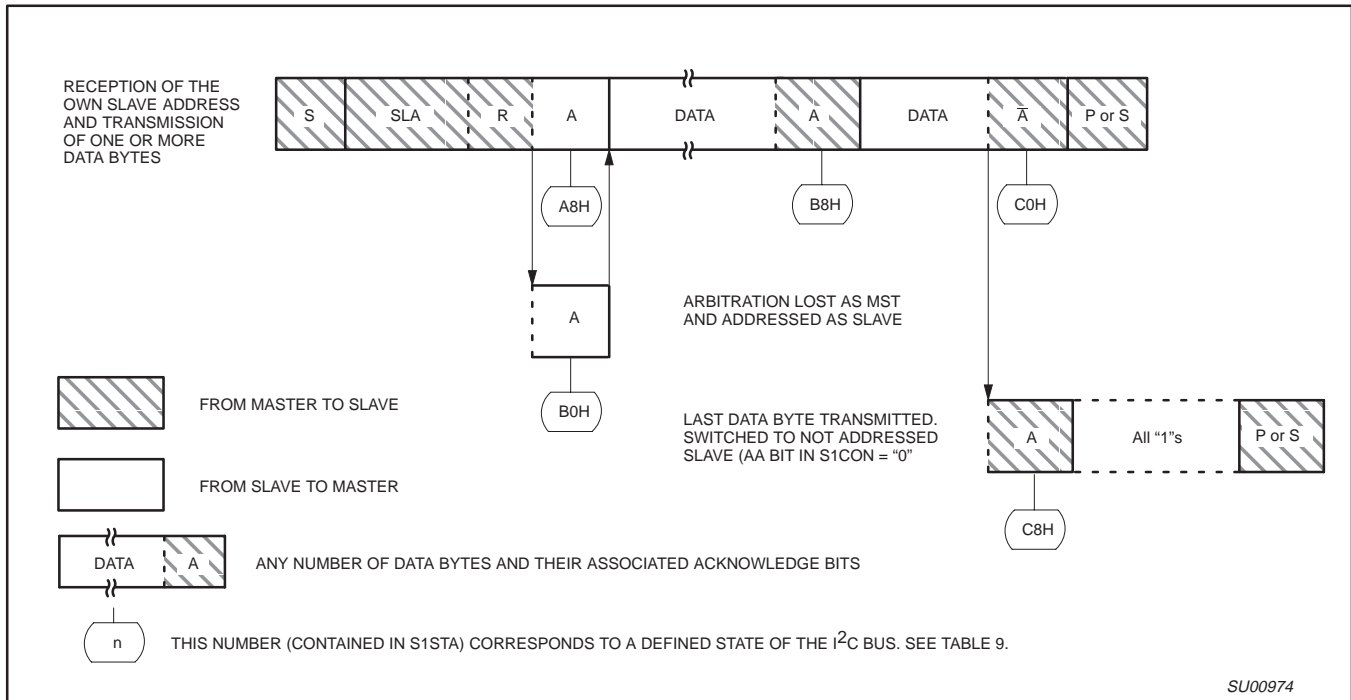 RECEPTION OF THE
OWN SLAVE ADDRESS
AND TRANSMISSION
OF ONE OR MORE
DATA BYTES
S SLA R A DATA A DATA A̅ P or S
A8H B8H C0H
A
B0H
ARBITRATION LOST AS MST
AND ADDRESSED AS SLAVE
LAST DATA BYTE TRANSMITTED.
SWITCHED TO NOT ADDRESSED
SLAVE (AA BIT IN S1CON = “0”
A All “1”s P or S
C8H
FROM MASTER TO SLAVE
FROM SLAVE TO MASTER
DATA A ANY NUMBER OF DATA BYTES AND THEIR ASSOCIATED ACKNOWLEDGE BITS
n THIS NUMBER (CONTAINED IN S1STA) CORRESPONDS TO A DEFINED STATE OF THE I²C BUS. SEE TABLE 9.
SU00974